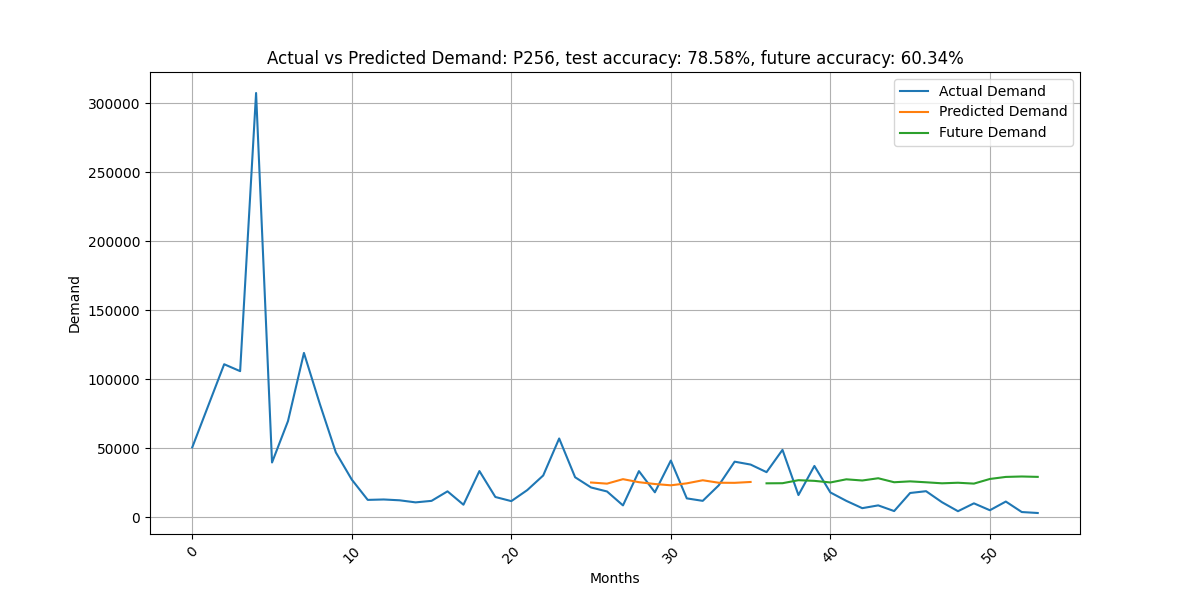 Actual vs Predicted Demand: P256, test accuracy: 78.58%, future accuracy: 60.34%
Actual Demand
Predicted Demand
Future Demand
300000
250000
200000
150000
100000
50000
0
Demand
0
10
20
30
40
50
Months